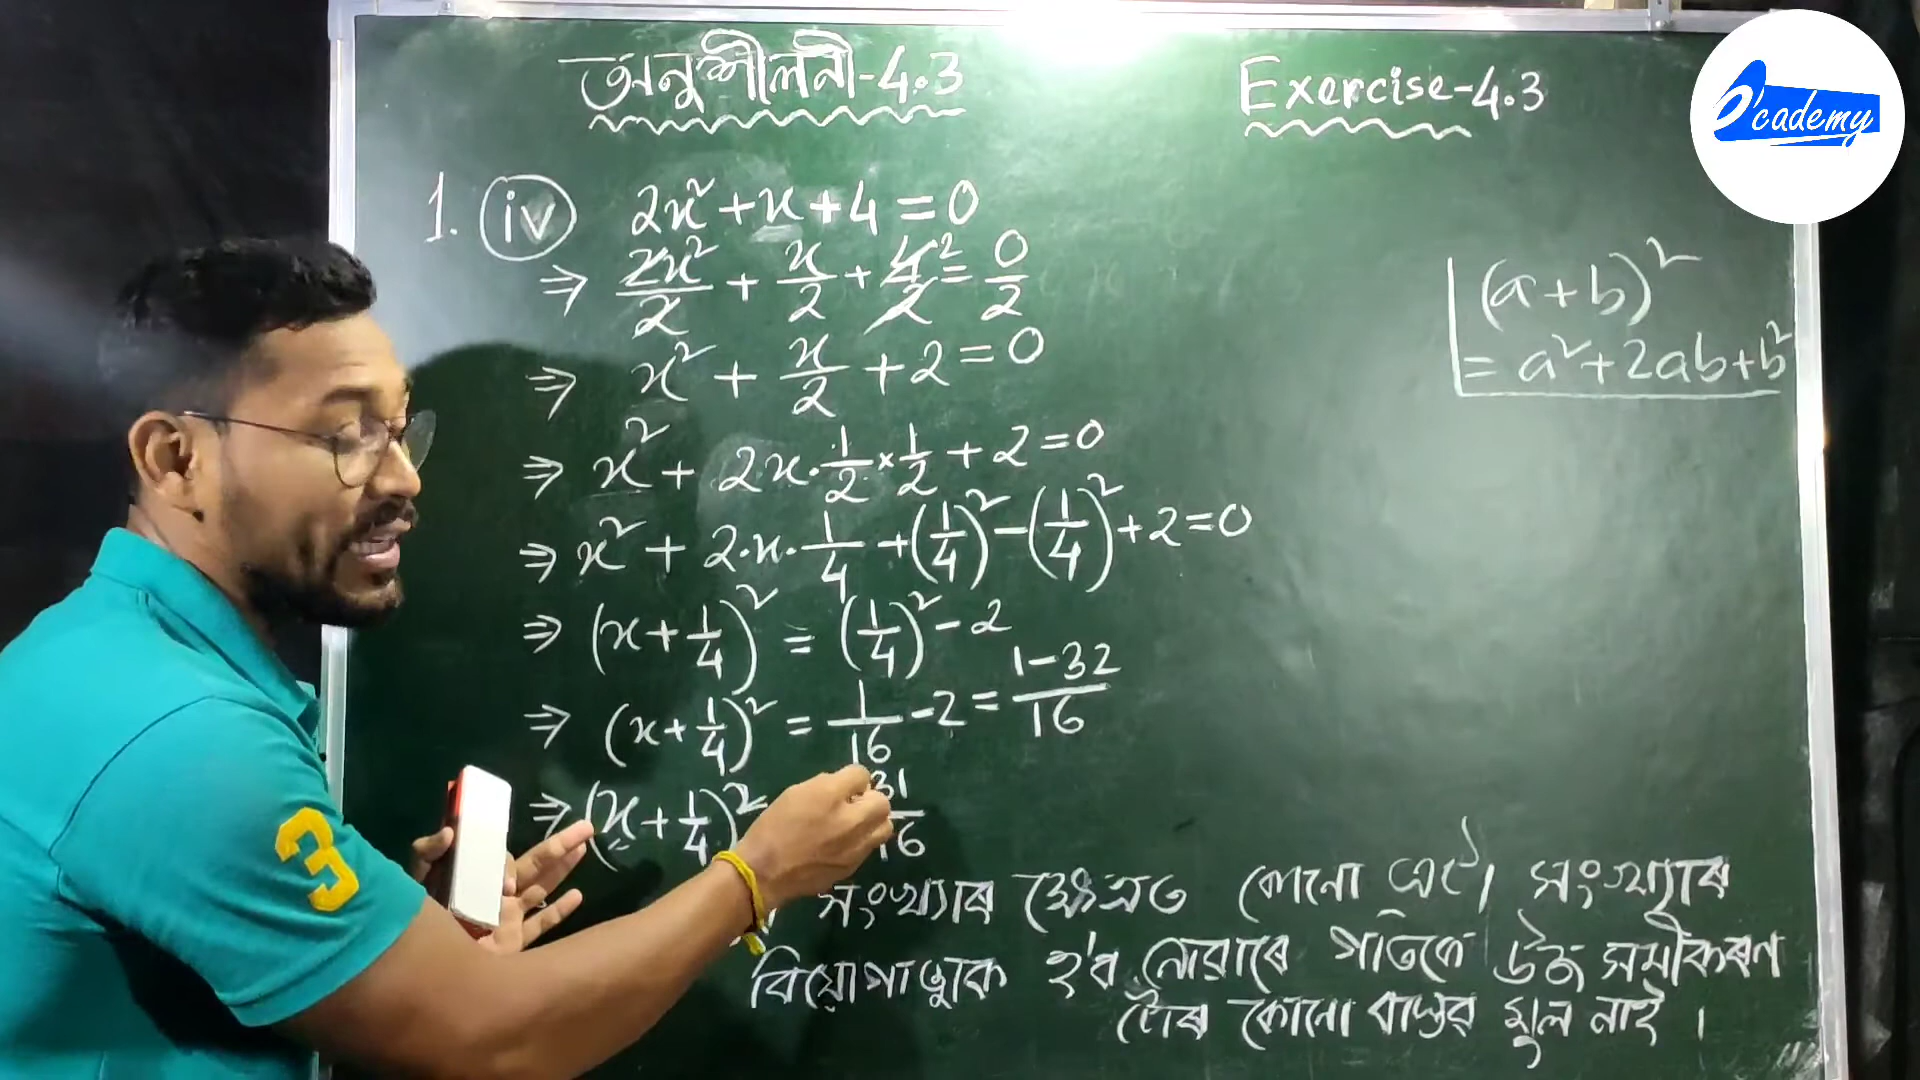 অনুশীলনী-4.3
Exercise-4.3
e'cademy
1. (iv) 2x² + x + 4 = 0
⇒ 2x²/2 + x/2 + 4/2 2 = 0/2
⇒ x² + x/2 + 2 = 0
⇒ x² + 2x·1/2×1/2 + 2 = 0
⇒ x² + 2·x·1/4 + (1/4)² - (1/4)² + 2 = 0
⇒ (x + 1/4)² = (1/4)² - 2
⇒ (x + 1/4)² = 1/16 - 2 = 1-32/16
⇒ (x + 1/4)² 31/16
(a+b)²
= a²+2ab+b²
সংখ্যাৰ ক্ষেত্ৰত কোনো এটা সংখ্যাৰ
হ'ব নোৱাৰে গতিকে উক্ত সমীকৰণ
টোৰ কোনো বাস্তৱ মূল নাই ।
3